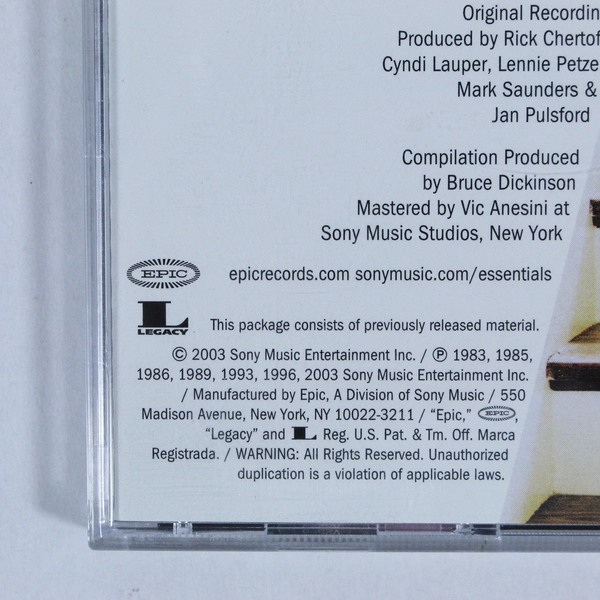 Original Recordin
Produced by Rick Chertof
Cyndi Lauper, Lennie Petze
Mark Saunders &
Jan Pulsford
Compilation Produced
by Bruce Dickinson
Mastered by Vic Anesini at
Sony Music Studios, New York
EPIC epicrecords.com sonymusic.com/essentials
L
LEGACY This package consists of previously released material.
© 2003 Sony Music Entertainment Inc. / ℗ 1983, 1985,
1986, 1989, 1993, 1996, 2003 Sony Music Entertainment Inc.
/ Manufactured by Epic, A Division of Sony Music / 550
Madison Avenue, New York, NY 10022-3211 / “Epic,” EPIC,
“Legacy” and L Reg. U.S. Pat. & Tm. Off. Marca
Registrada. / WARNING: All Rights Reserved. Unauthorized
duplication is a violation of applicable laws.